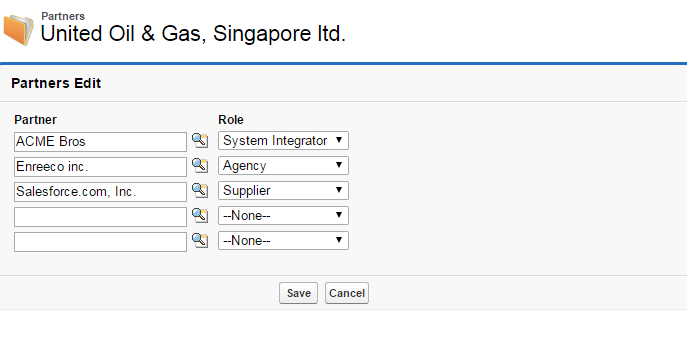 Partners
United Oil & Gas, Singapore ltd.
Partners Edit
Partner Role
ACME Bros System Integrator
Enreeco inc. Agency
Salesforce.com, Inc. Supplier
--None--
--None--
Save Cancel